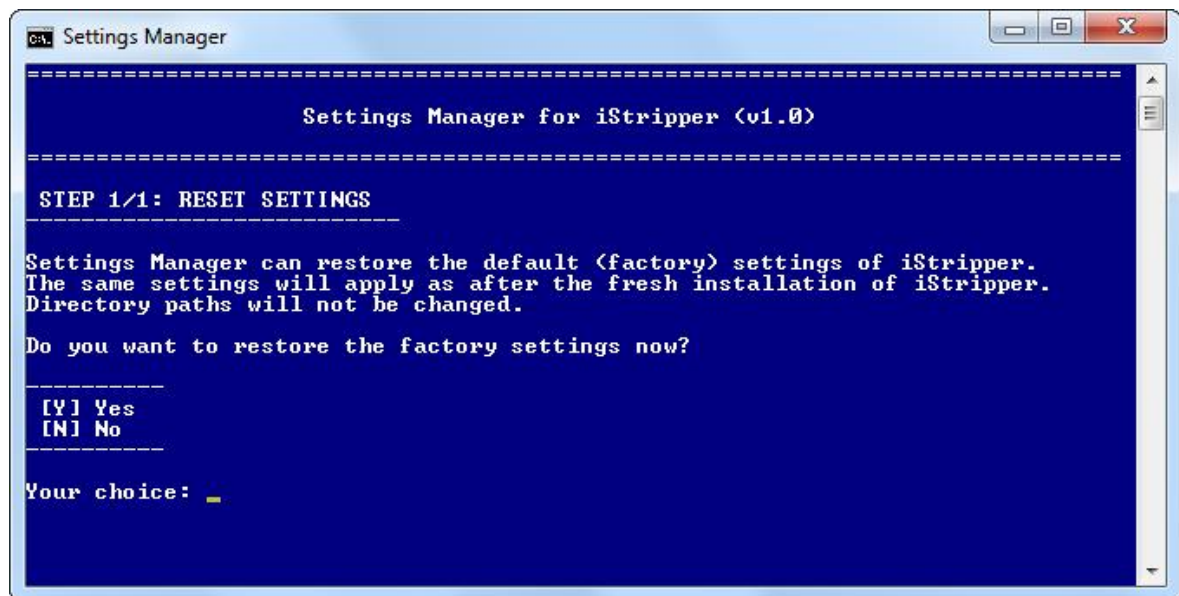 Settings Manager
===============================================================================
Settings Manager for iStripper (v1.0)
===============================================================================
STEP 1/1: RESET SETTINGS
---------------------------
Settings Manager can restore the default (factory) settings of iStripper.
The same settings will apply as after the fresh installation of iStripper.
Directory paths will not be changed.
Do you want to restore the factory settings now?
----------
[Y] Yes
[N] No
----------
Your choice: _